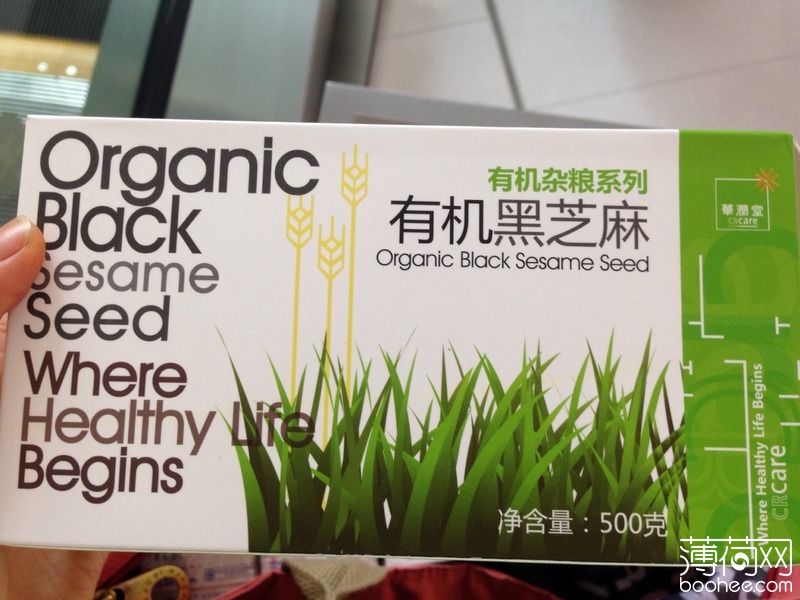 Organic
Black
Sesame
Seed
Where
Healthy Life
Begins
有机杂粮系列
有机黑芝麻
Organic Black Sesame Seed
净含量：500克
華潤堂
CRcare
Where Healthy Life Begins
CRcare
薄荷网
boohee.com